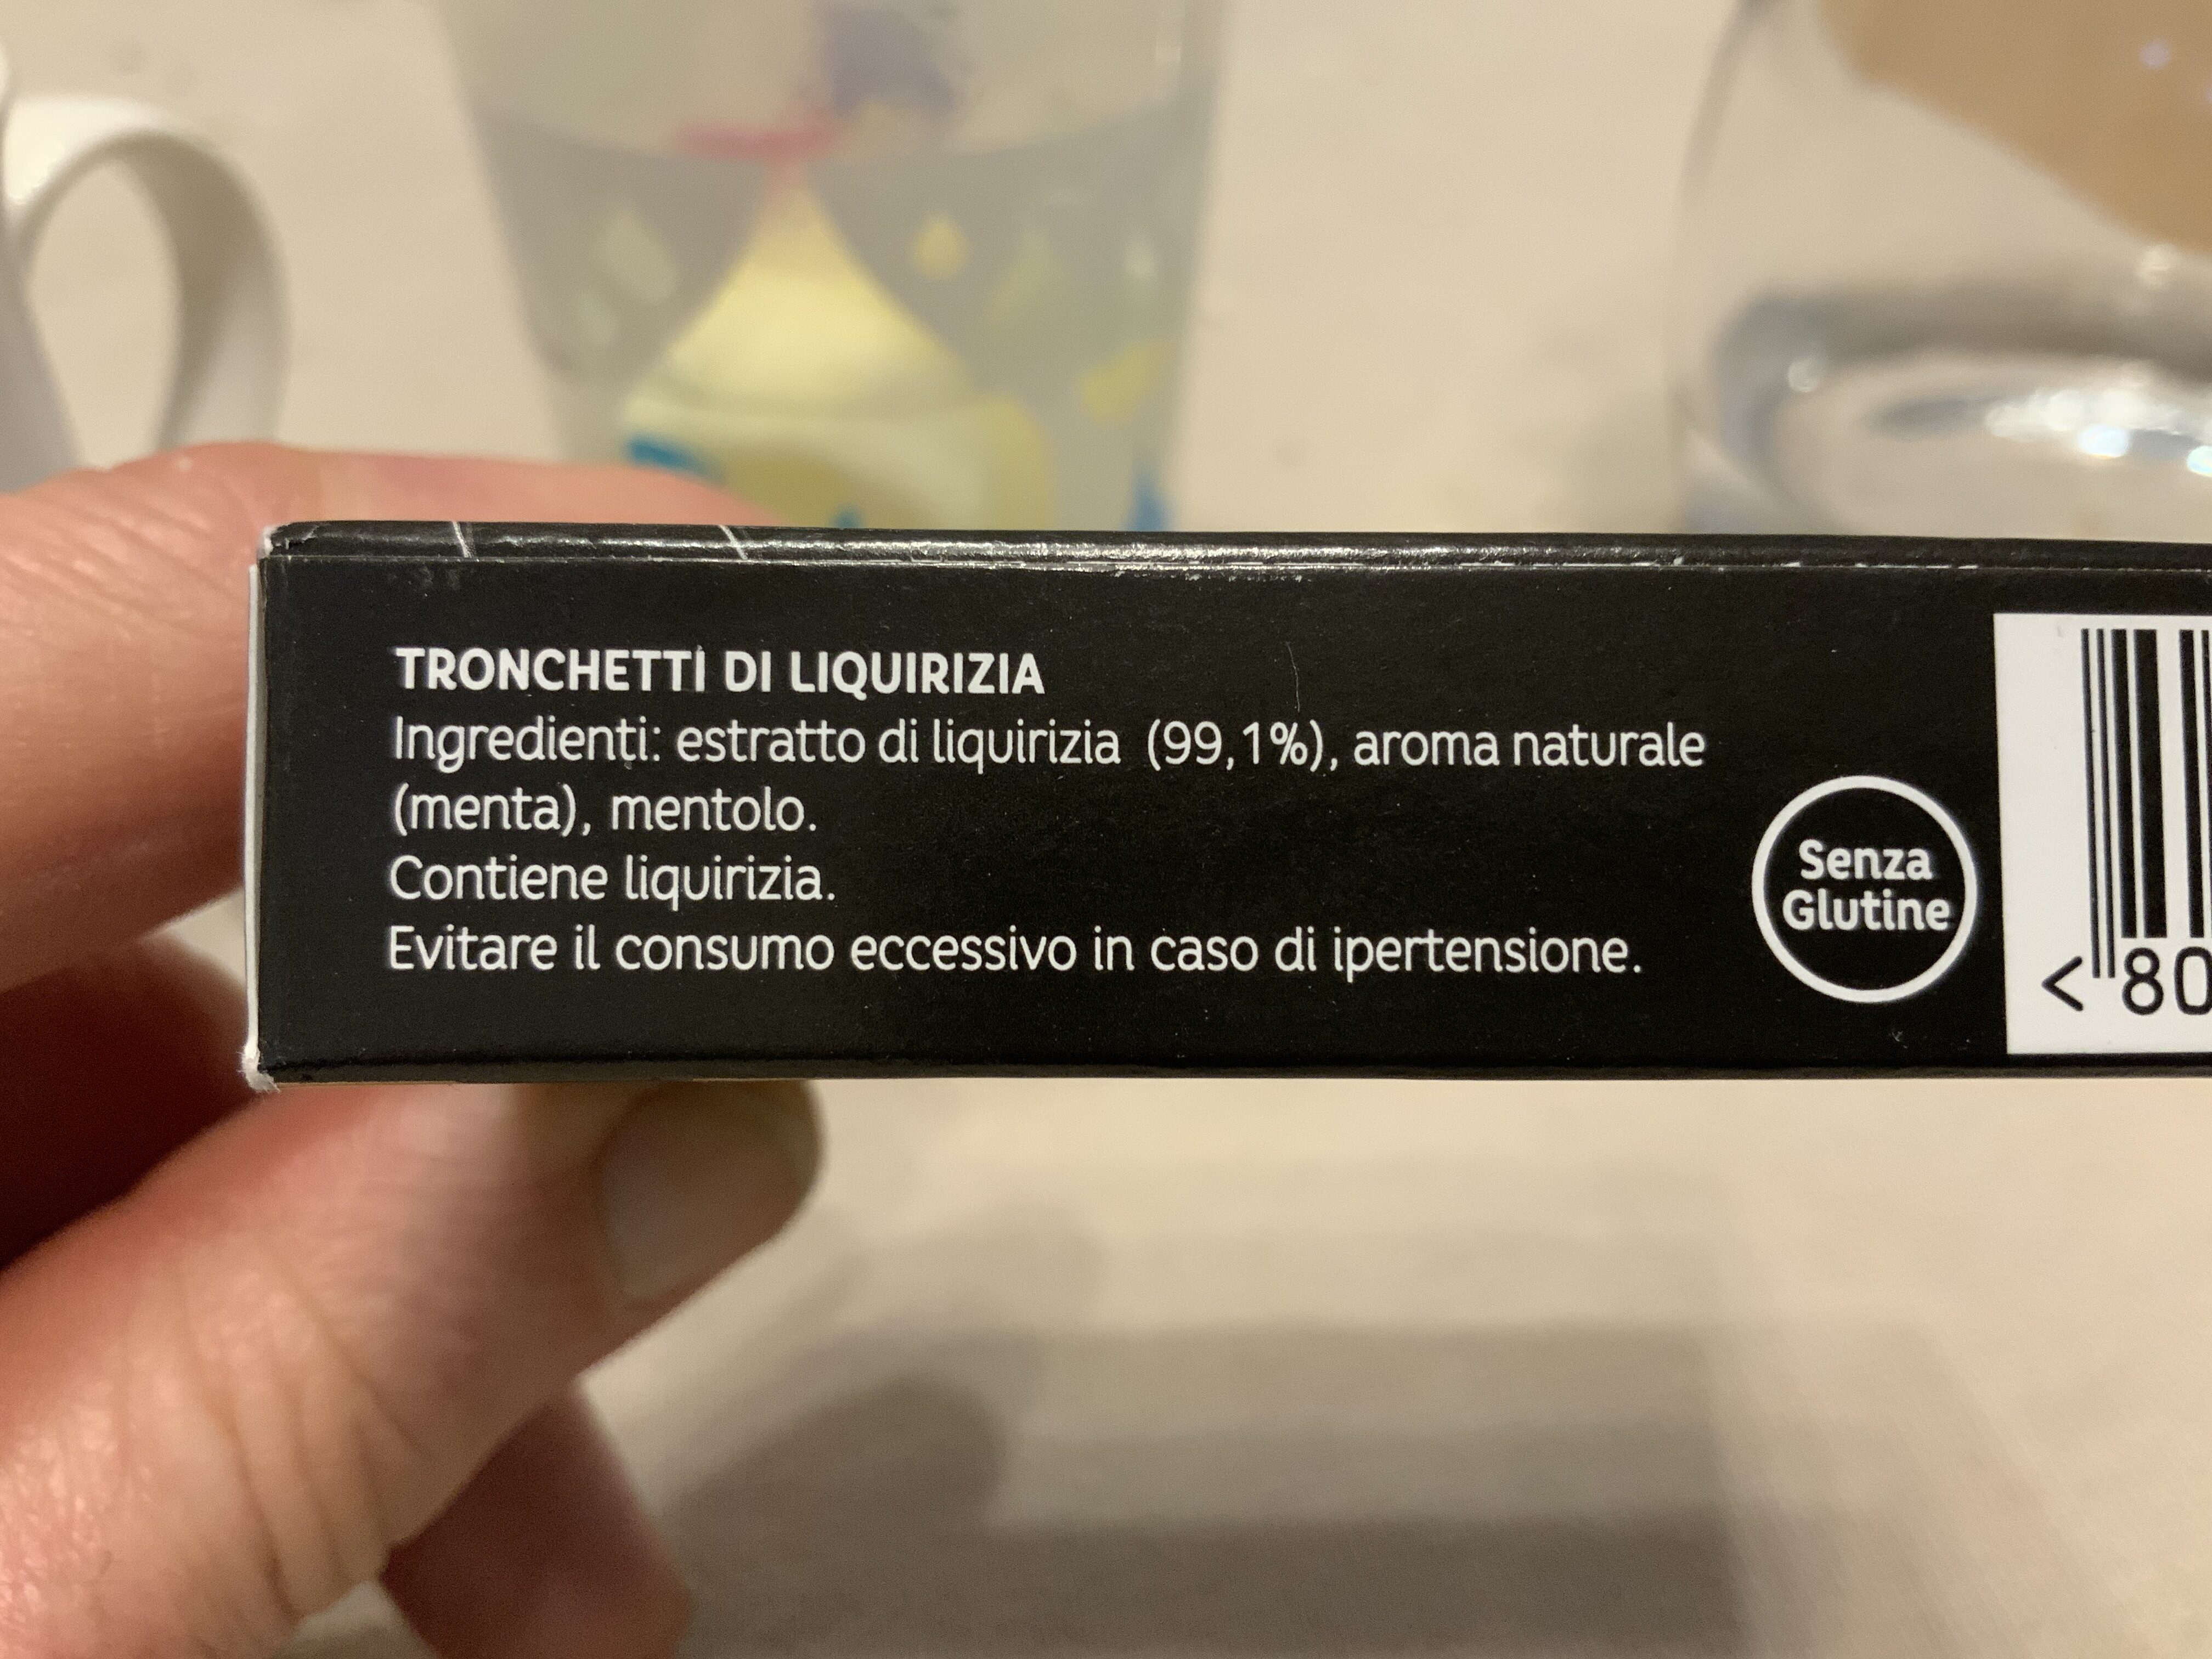 TRONCHETTI DI LIQUIRIZIA
Ingredienti: estratto di liquirizia (99,1%), aroma naturale
(menta), mentolo.
Contiene liquirizia.
Evitare il consumo eccessivo in caso di ipertensione.
Senza
Glutine
<80